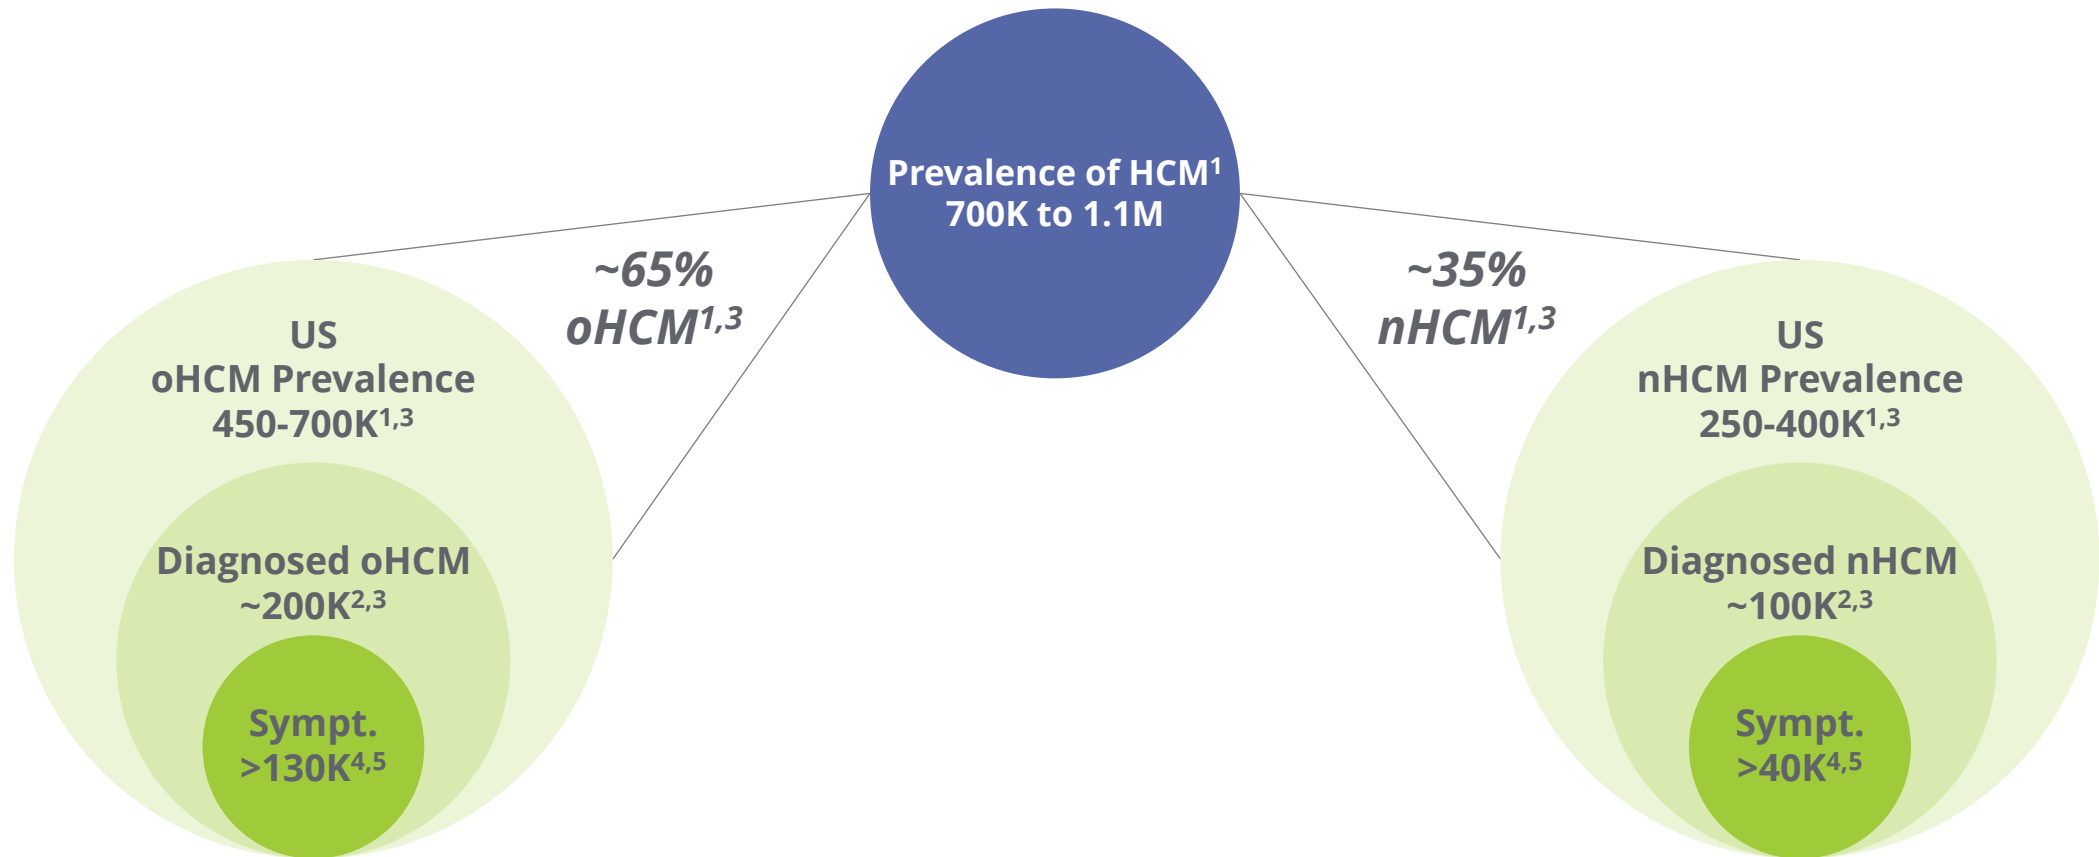 Prevalence of HCM¹
700K to 1.1M
~65%
oHCM¹,³
~35%
nHCM¹,³
US
oHCM Prevalence
450-700K¹,³
Diagnosed oHCM
~200K²,³
Sympt.
>130K⁴,⁵
US
nHCM Prevalence
250-400K¹,³
Diagnosed nHCM
~100K²,³
Sympt.
>40K⁴,⁵